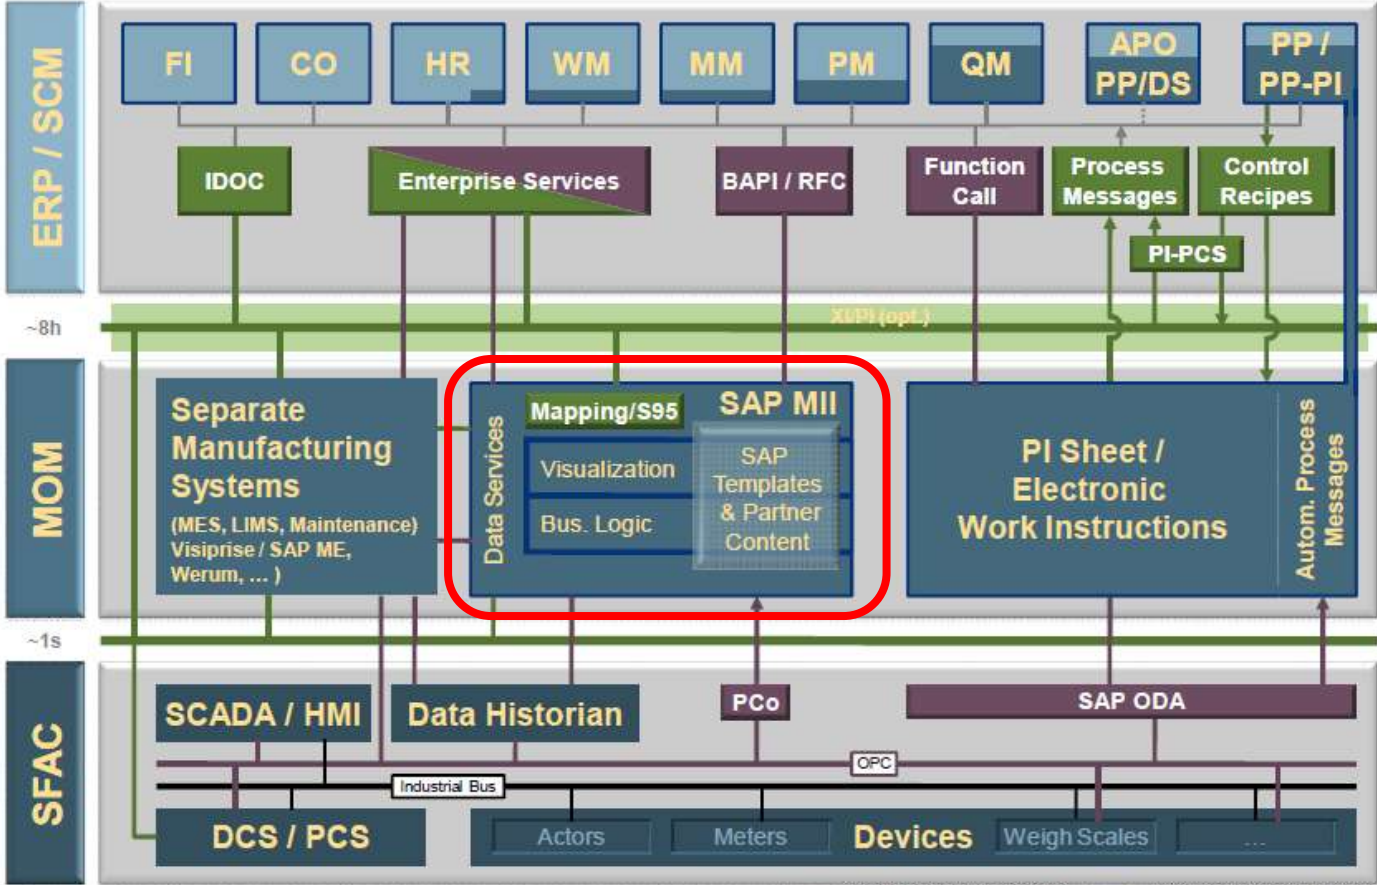 ERP / SCM
FI
CO
HR
WM
MM
PM
QM
APO
PP/DS
PP /
PP-PI
IDOC
Enterprise Services
BAPI / RFC
Function
Call
Process
Messages
Control
Recipes
PI-PCS
~8h
XI/PI (opt.)
MOM
Separate
Manufacturing
Systems
(MES, LIMS, Maintenance)
Visiprise / SAP ME,
Werum, ... )
Data Services
Mapping/S95
SAP MII
Visualization
Bus. Logic
SAP
Templates
& Partner
Content
PI Sheet /
Electronic
Work Instructions
Autom. Process
Messages
~1s
SFAC
SCADA / HMI
Data Historian
PCo
SAP ODA
OPC
Industrial Bus
DCS / PCS
Actors
Meters
Devices
Weigh Scales
...